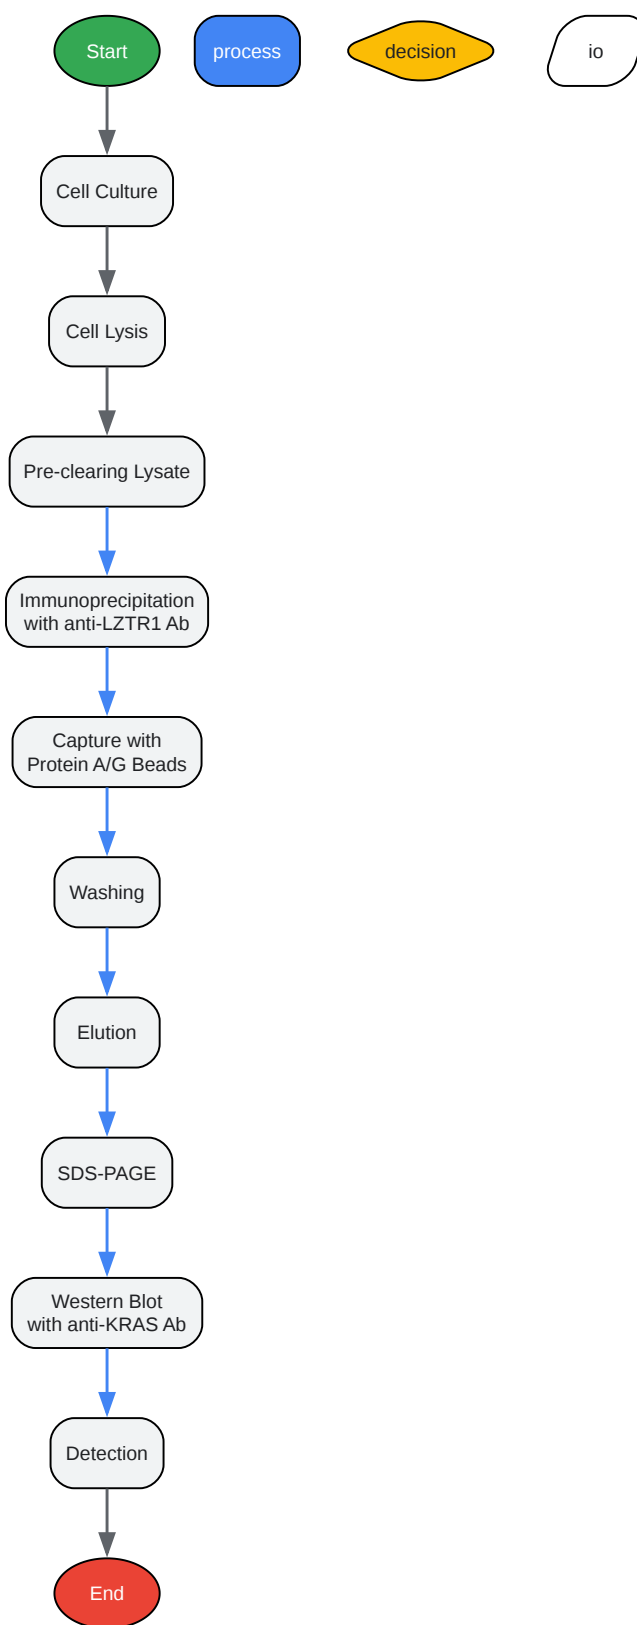 Start
process
decision
io
Cell Culture
Cell Lysis
Pre-clearing Lysate
Immunoprecipitation
with anti-LZTR1 Ab
Capture with
Protein A/G Beads
Washing
Elution
SDS-PAGE
Western Blot
with anti-KRAS Ab
Detection
End